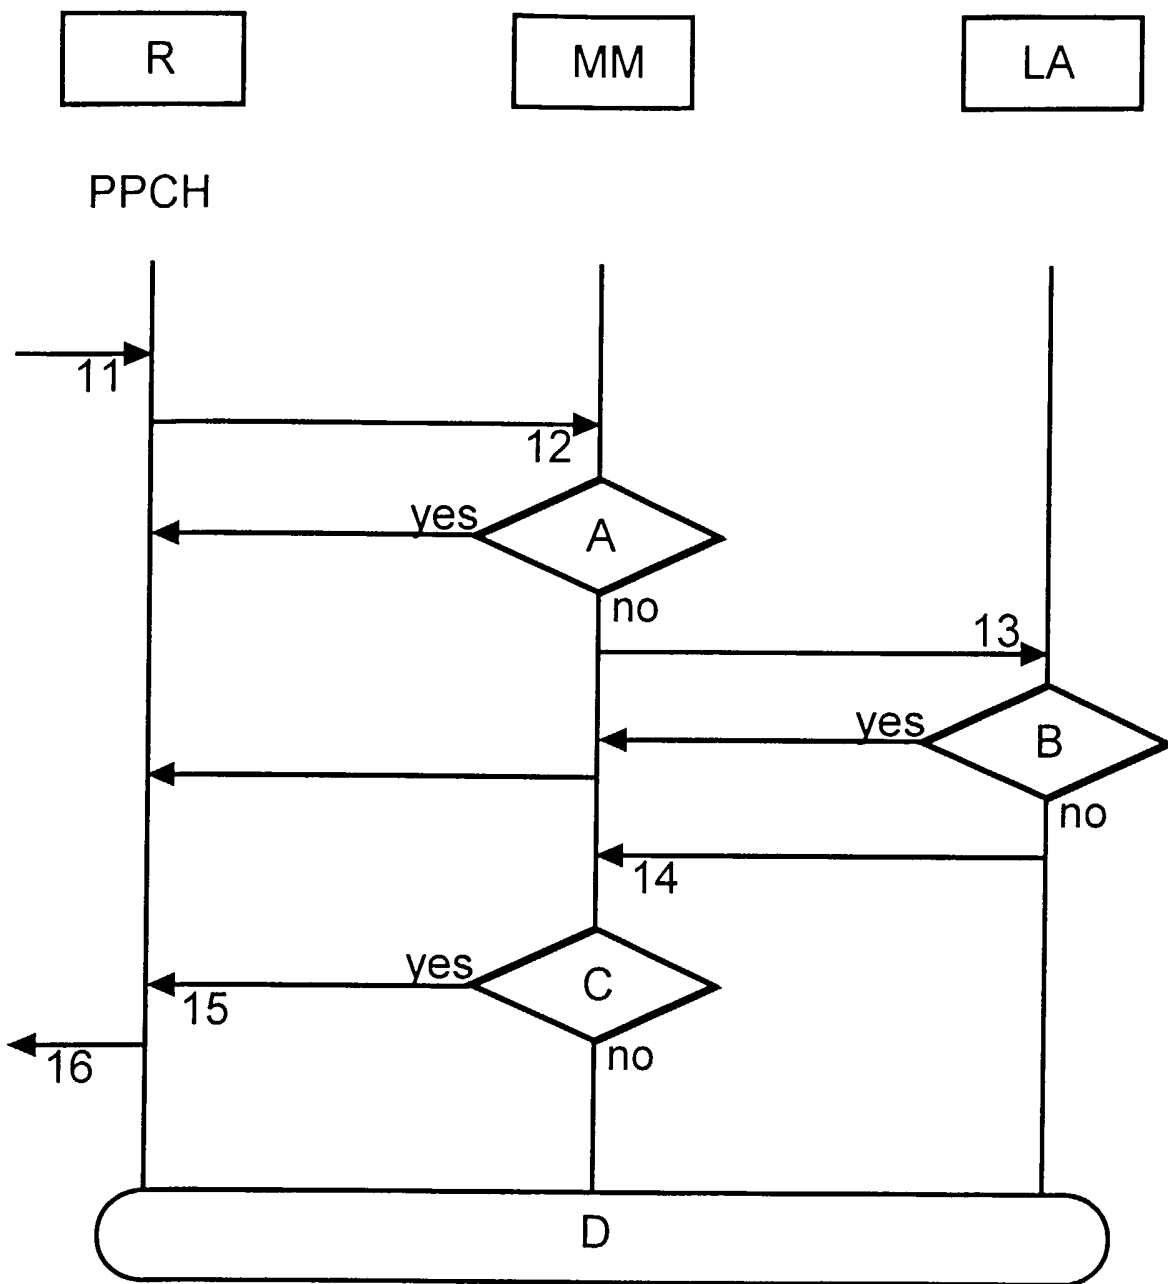 R MM LA
PPCH
11
12
yes A
no
13
yes B
no
14
yes C
15
no
16
D